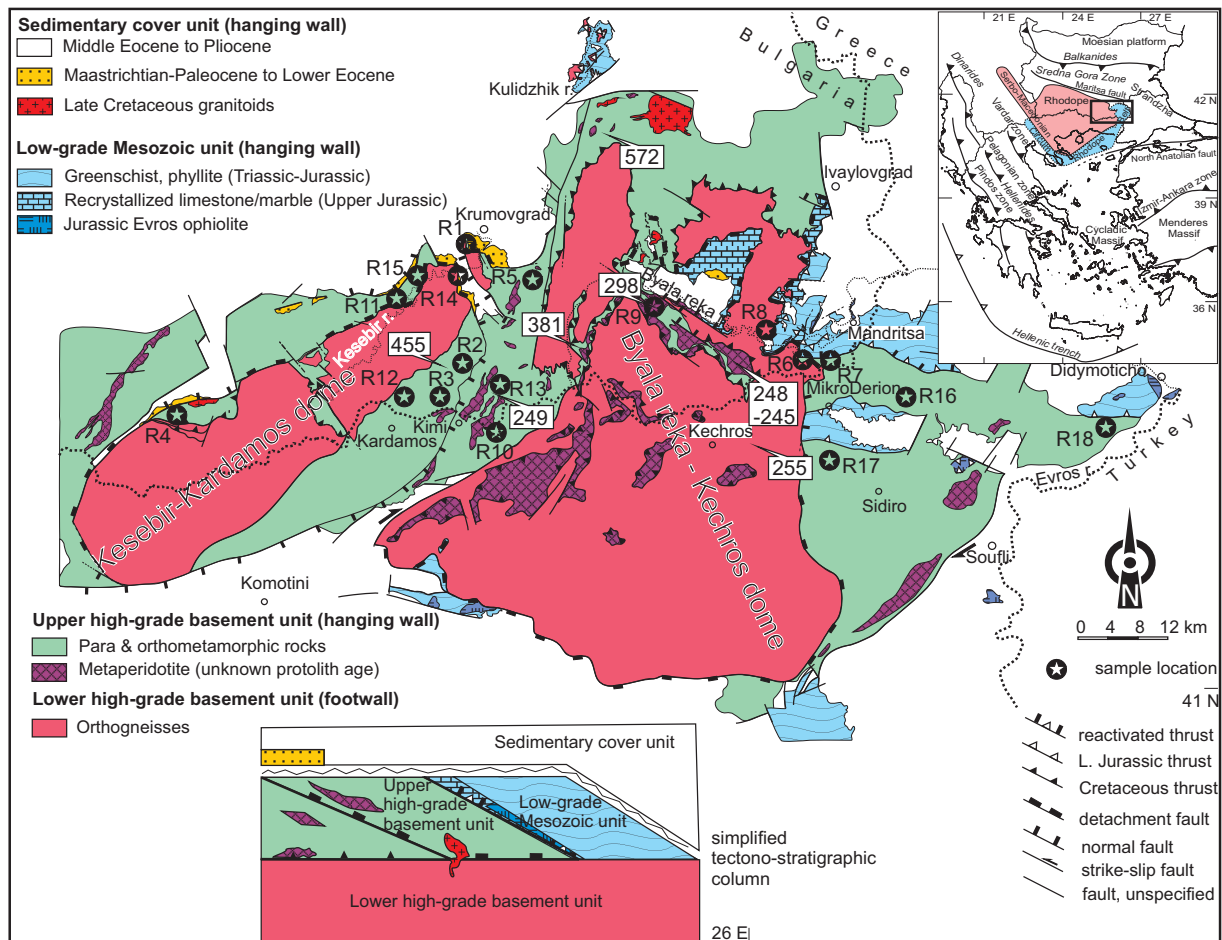 Sedimentary cover unit (hanging wall)
Middle Eocene to Pliocene
Maastrichtian-Paleocene to Lower Eocene
Late Cretaceous granitoids
Low-grade Mesozoic unit (hanging wall)
Greenschist, phyllite (Triassic-Jurassic)
Recrystallized limestone/marble (Upper Jurassic)
Jurassic Evros ophiolite
Kulidzhik r.
Greece
Bulgaria
21 E
24 E
27 E
Moesian platform
Balkanides
Sredna Gora Zone
Maritsa fault
Strandzha
Dinarides
Serbo-Macedonian
Rhodope
Circum
Rhodope
Vardar zone
Pelagonian zone
Hellenides
Pindos zone
North Anatolian fault
Izmir-Ankara zone
Menderes
Massif
Cycladic
Massif
Hellenic trench
42 N
39 N
36 N
572
Ivaylovgrad
Krumovgrad
R1
R15
R14
R5
R11
Kesebir r.
298
Byala reka r.
R9
R8
381
Mandritsa
455
R2
R6
R7
MikroDerion
Didymoticho
R12
R3
R13
249
248
-245
R16
R4
Kardamos
Kimi
R10
Kechros
R18
255
R17
Evros r.
Turkey
Sidiro
Soufli
Kesebir-Kardamos dome
Byala reka - Kechros dome
Komotini
N
0 4 8 12 km
Upper high-grade basement unit (hanging wall)
Para & orthometamorphic rocks
Metaperidotite (unknown protolith age)
Lower high-grade basement unit (footwall)
Orthogneisses
sample location
41 N
reactivated thrust
L. Jurassic thrust
Cretaceous thrust
detachment fault
normal fault
strike-slip fault
fault, unspecified
Sedimentary cover unit
Upper
high-grade
basement unit
Low-grade
Mesozoic unit
Lower high-grade basement unit
simplified
tectono-stratigraphic
column
26 E